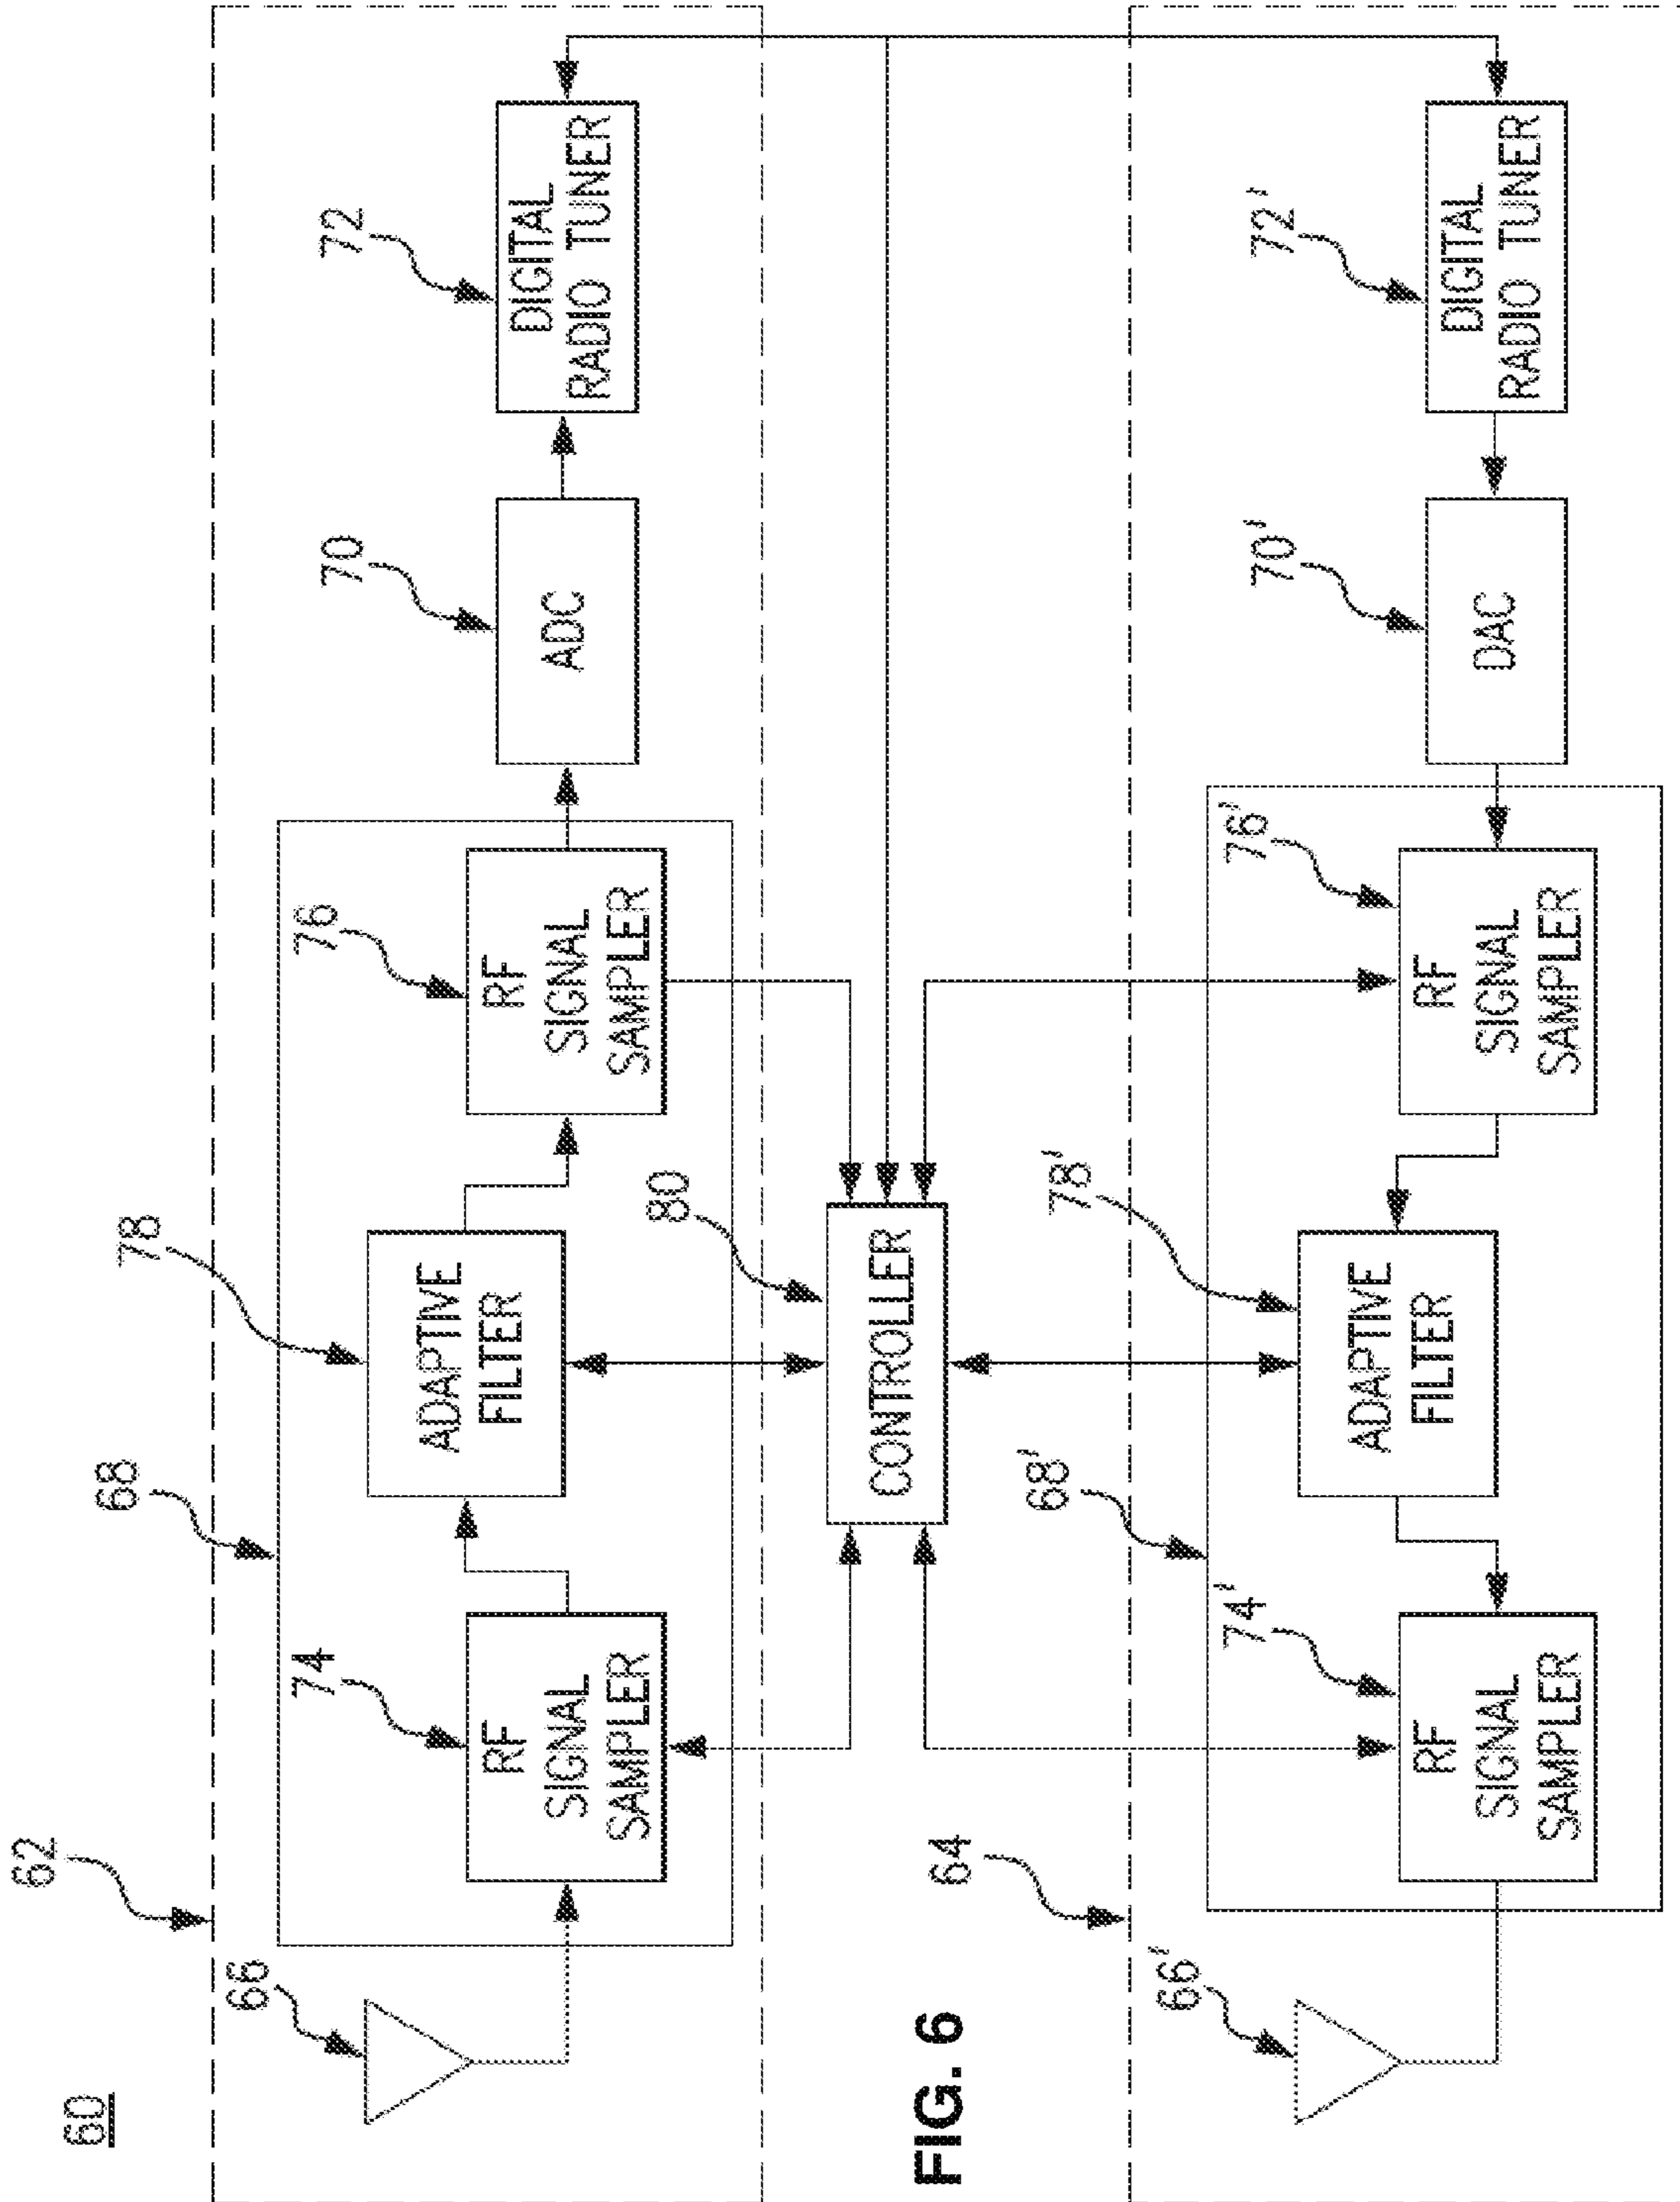 60
62
66
68
74
RF
SIGNAL
SAMPLER
78
ADAPTIVE
FILTER
76
RF
SIGNAL
SAMPLER
70
ADC
72
DIGITAL
RADIO TUNER
80
CONTROLLER
FIG. 6
64
66'
68'
74'
RF
SIGNAL
SAMPLER
78'
ADAPTIVE
FILTER
76'
RF
SIGNAL
SAMPLER
70'
DAC
72'
DIGITAL
RADIO TUNER